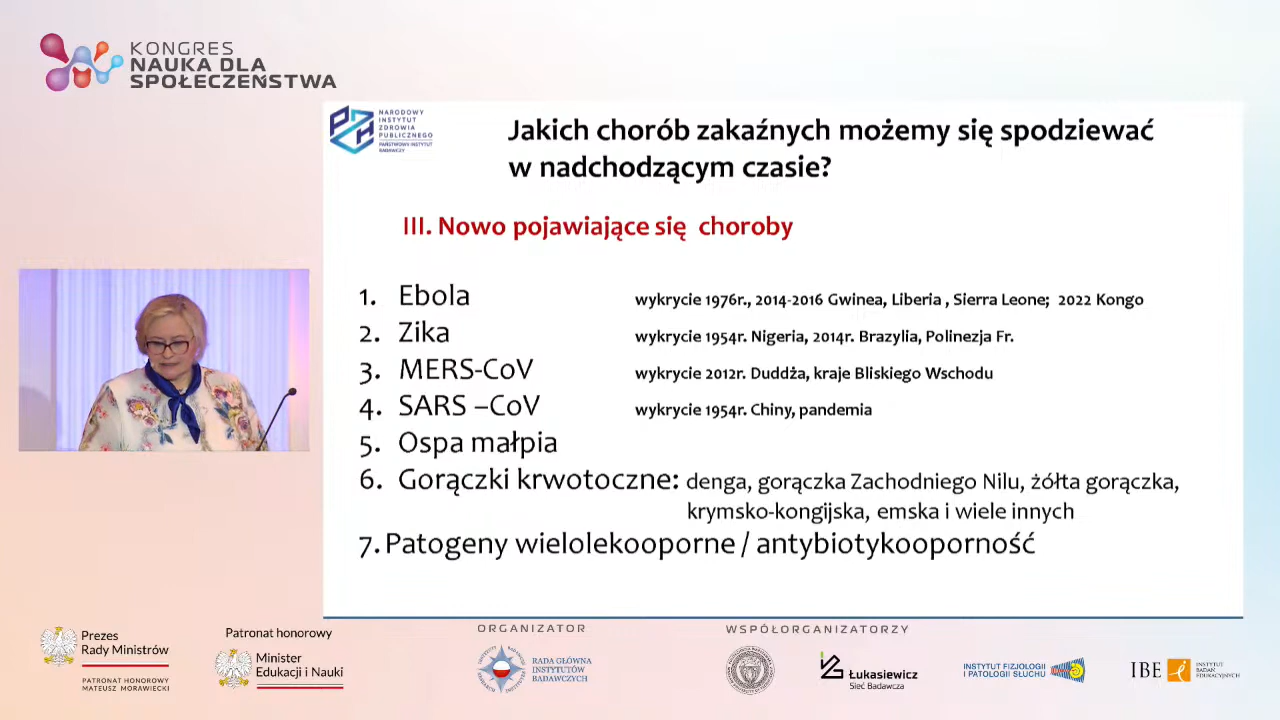 KONGRES
NAUKA DLA
SPOŁECZEŃSTWA
NARODOWY
INSTYTUT
ZDROWIA
PUBLICZNEGO
PAŃSTWOWY INSTYTUT
BADAWCZY
Jakich chorób zakaźnych możemy się spodziewać
w nadchodzącym czasie?
III. Nowo pojawiające się choroby
1. Ebola wykrycie 1976r., 2014-2016 Gwinea, Liberia , Sierra Leone; 2022 Kongo
2. Zika wykrycie 1954r. Nigeria, 2014r. Brazylia, Polinezja Fr.
3. MERS-CoV wykrycie 2012r. Duddża, kraje Bliskiego Wschodu
4. SARS –CoV wykrycie 1954r. Chiny, pandemia
5. Ospa małpia
6. Gorączki krwotoczne: denga, gorączka Zachodniego Nilu, żółta gorączka,
krymsko-kongijska, emska i wiele innych
7. Patogeny wielolekooporne / antybiotykooporność
Prezes
Rady Ministrów
PATRONAT HONOROWY
MATEUSZ MORAWIECKI
Patronat honorowy
Minister
Edukacji i Nauki
ORGANIZATOR
RADA GŁÓWNA
INSTYTUTÓW
BADAWCZYCH
WSPÓŁORGANIZATORZY
Łukasiewicz
Sieć Badawcza
INSTYTUT FIZJOLOGII
I PATOLOGII SŁUCHU
IBE
INSTYTUT
BADAŃ
EDUKACYJNYCH